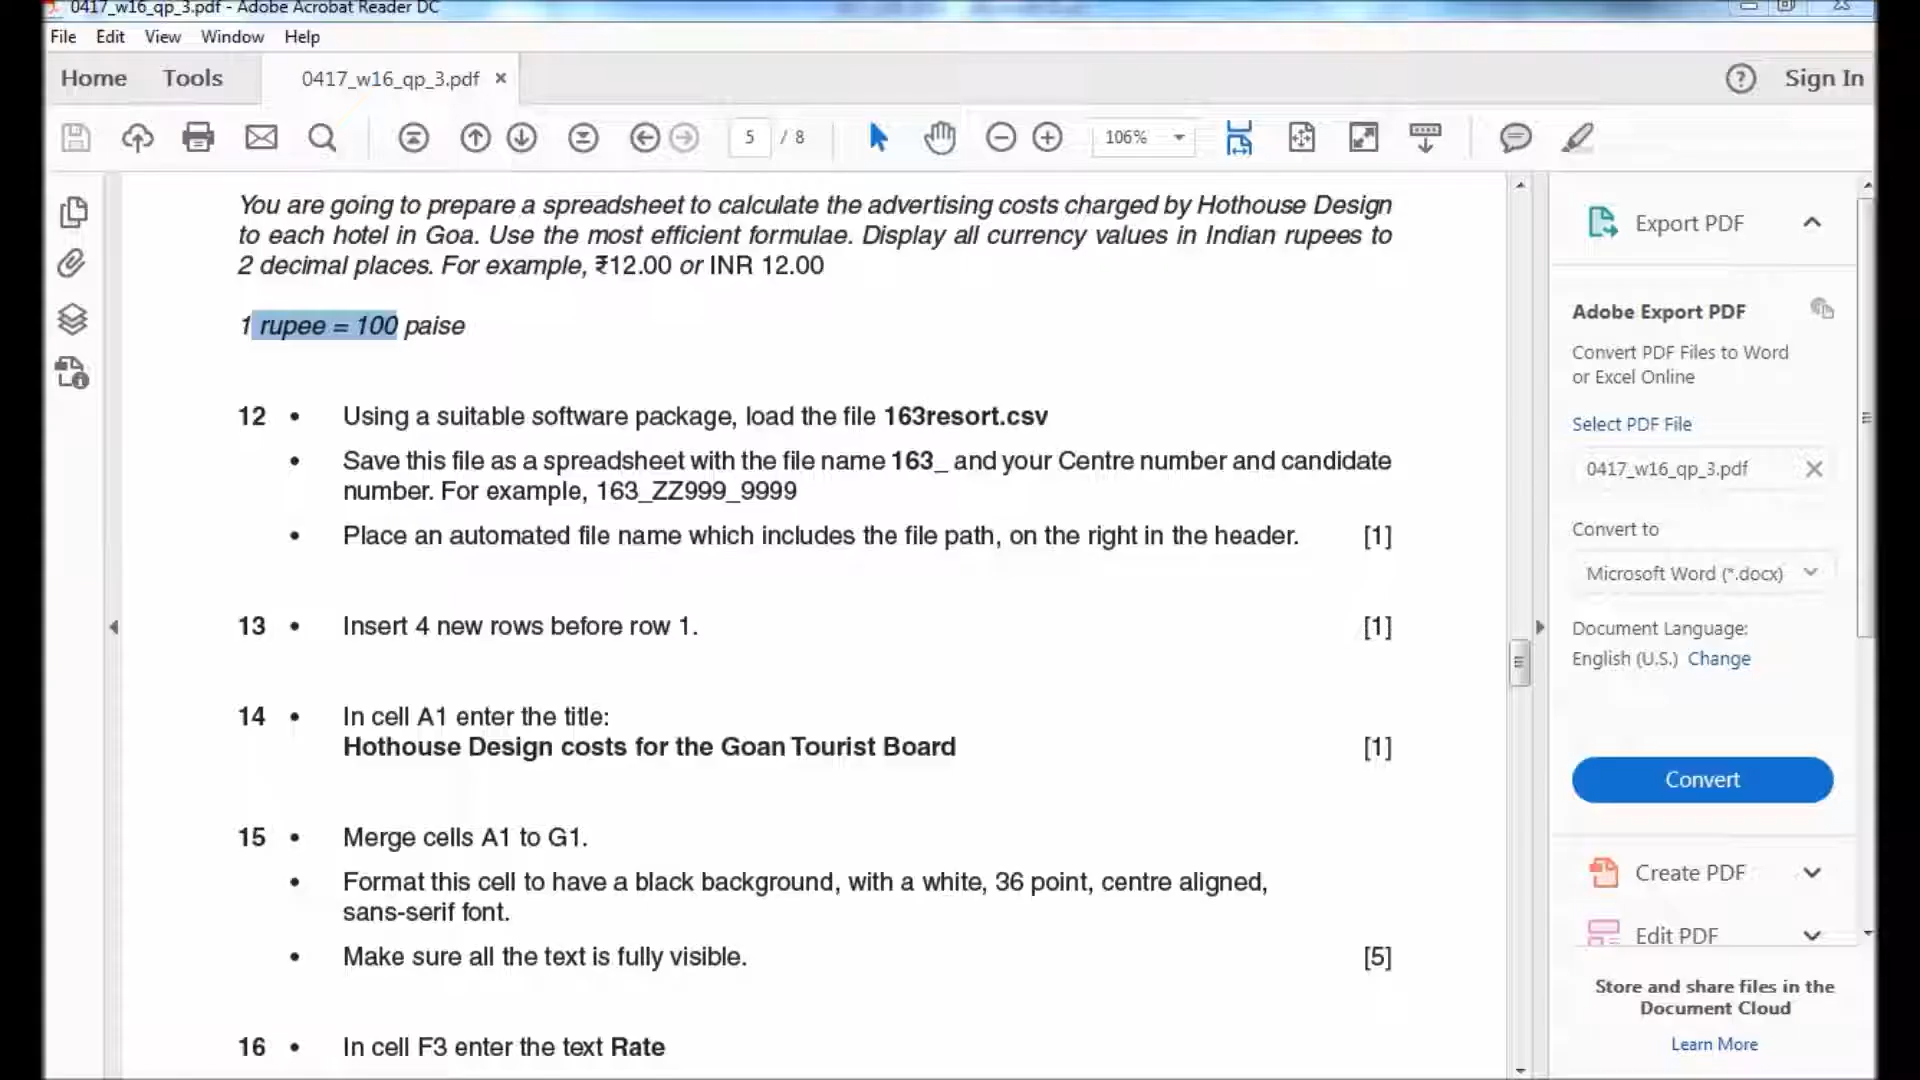 0417_w16_qp_3.pdf - Adobe Acrobat Reader DC
File Edit View Window Help
Home Tools 0417_w16_qp_3.pdf × ? Sign In
5 / 8 106%
You are going to prepare a spreadsheet to calculate the advertising costs charged by Hothouse Design
to each hotel in Goa. Use the most efficient formulae. Display all currency values in Indian rupees to
2 decimal places. For example, ₹12.00 or INR 12.00
1 rupee = 100 paise
12 • Using a suitable software package, load the file 163resort.csv
• Save this file as a spreadsheet with the file name 163_ and your Centre number and candidate
number. For example, 163_ZZ999_9999
• Place an automated file name which includes the file path, on the right in the header. [1]
13 • Insert 4 new rows before row 1. [1]
14 • In cell A1 enter the title:
Hothouse Design costs for the Goan Tourist Board [1]
15 • Merge cells A1 to G1.
• Format this cell to have a black background, with a white, 36 point, centre aligned,
sans-serif font.
• Make sure all the text is fully visible. [5]
16 • In cell F3 enter the text Rate
Export PDF
Adobe Export PDF
Convert PDF Files to Word
or Excel Online
Select PDF File
0417_w16_qp_3.pdf
Convert to
Microsoft Word (*.docx)
Document Language:
English (U.S.) Change
Convert
Create PDF
Edit PDF
Store and share files in the
Document Cloud
Learn More